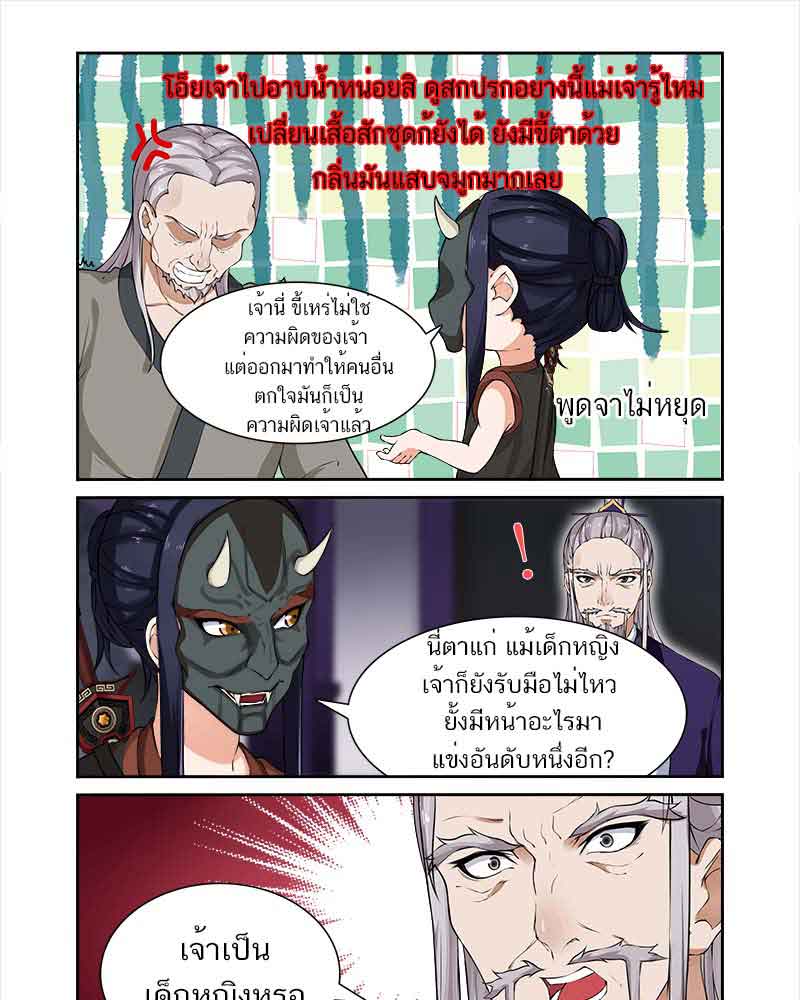 โอ็ยเจ้าไปอาบน้ำหน่อยสิ ดูสกปรกอย่างนี้แม่เจ้ารู้ไหม
เปลี่ยนเสื้อสักชุดก้ยังได้ ยังมีขี้ตาด้วย
กลิ่นมันแสบจมูกมากเลย
เจ้านี่ ขี้เหร่ไม่ใช่
ความผิดของเจ้า
แต่ออกมาทำให้คนอื่น
ตกใจมันก็เป็น
ความผิดเจ้าแล้ว
พูดจาไม่หยุด
!
นี่ตาแก่ แม้เด็กหญิง
เจ้าก็ยังรับมือไม่ไหว
ยั้งมีหน้าอะไรมา
แข่งอันดับหนึ่งอีก?
เจ้าเป็น
เด็กหญิงหรอ